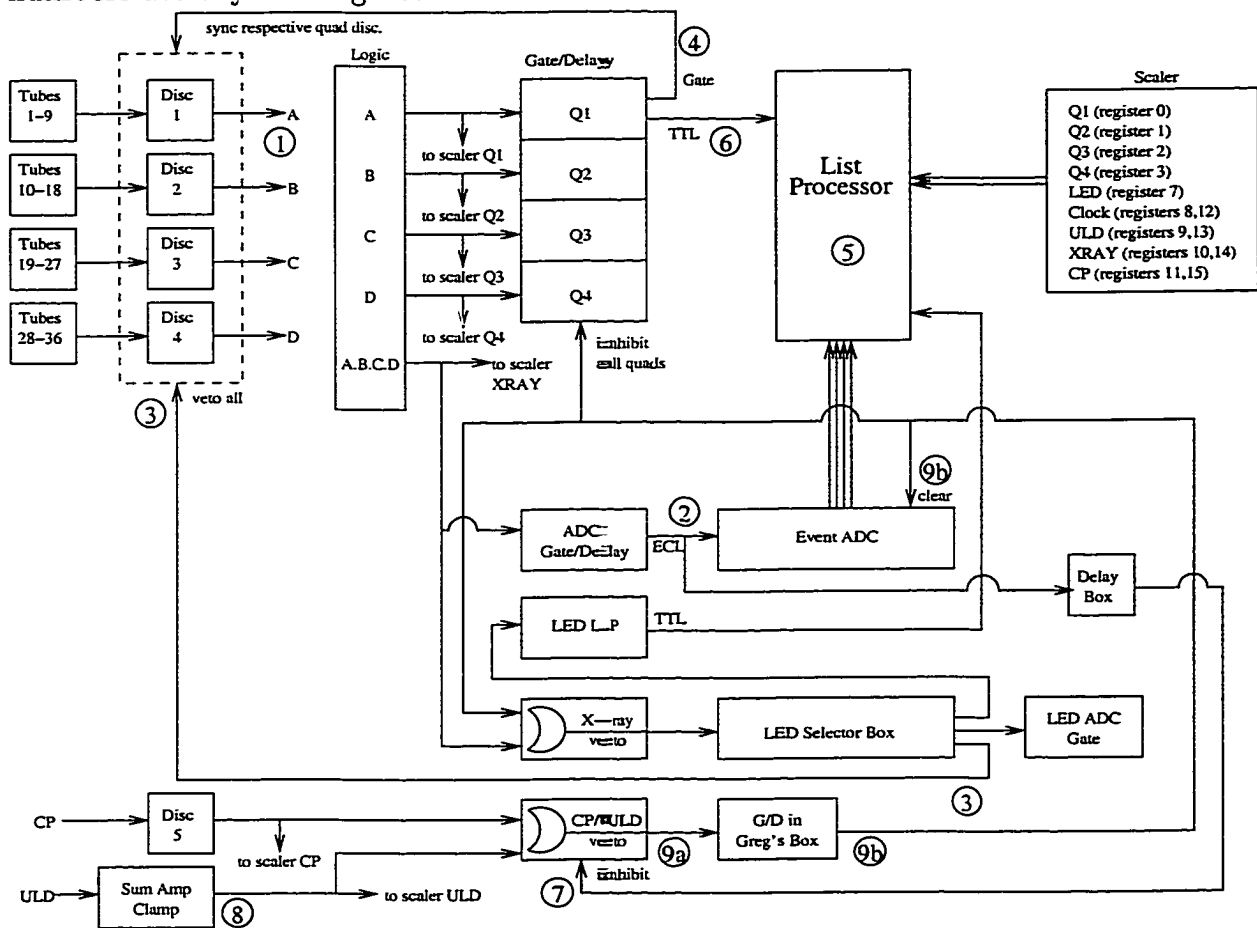 sync respective quad disc.
4
Logic
Gate/Delay
Gate
Scaler
Tubes
1–9
Disc
1
A
1
A
Q1
TTL
6
to scaler Q1
Tubes
10–18
Disc
2
B
B
Q2
to scaler Q2
Tubes
19–27
Disc
3
C
C
Q3
to scaler Q3
Tubes
28–36
Disc
4
D
D
Q4
to scaler Q4
A.B.C.D
to scaler
XRAY
inhibit
all quads
List
Processor
5
Q1 (register 0)
Q2 (register 1)
Q3 (register 2)
Q4 (register 3)
LED (register 7)
Clock (registers 8,12)
ULD (registers 9,13)
XRAY (registers 10,14)
CP (registers 11,15)
3
veto all
9b
clear
ADC
Gate/Delay
2
ECL
Event ADC
Delay
Box
LED LP
TTL
X-ray
veto
LED Selector Box
LED ADC
Gate
3
CP
Disc
5
to scaler CP
CP/ULD
veto
9a
G/D in
Greg's Box
9b
inhibit
7
ULD
Sum Amp
Clamp
8
to scaler ULD